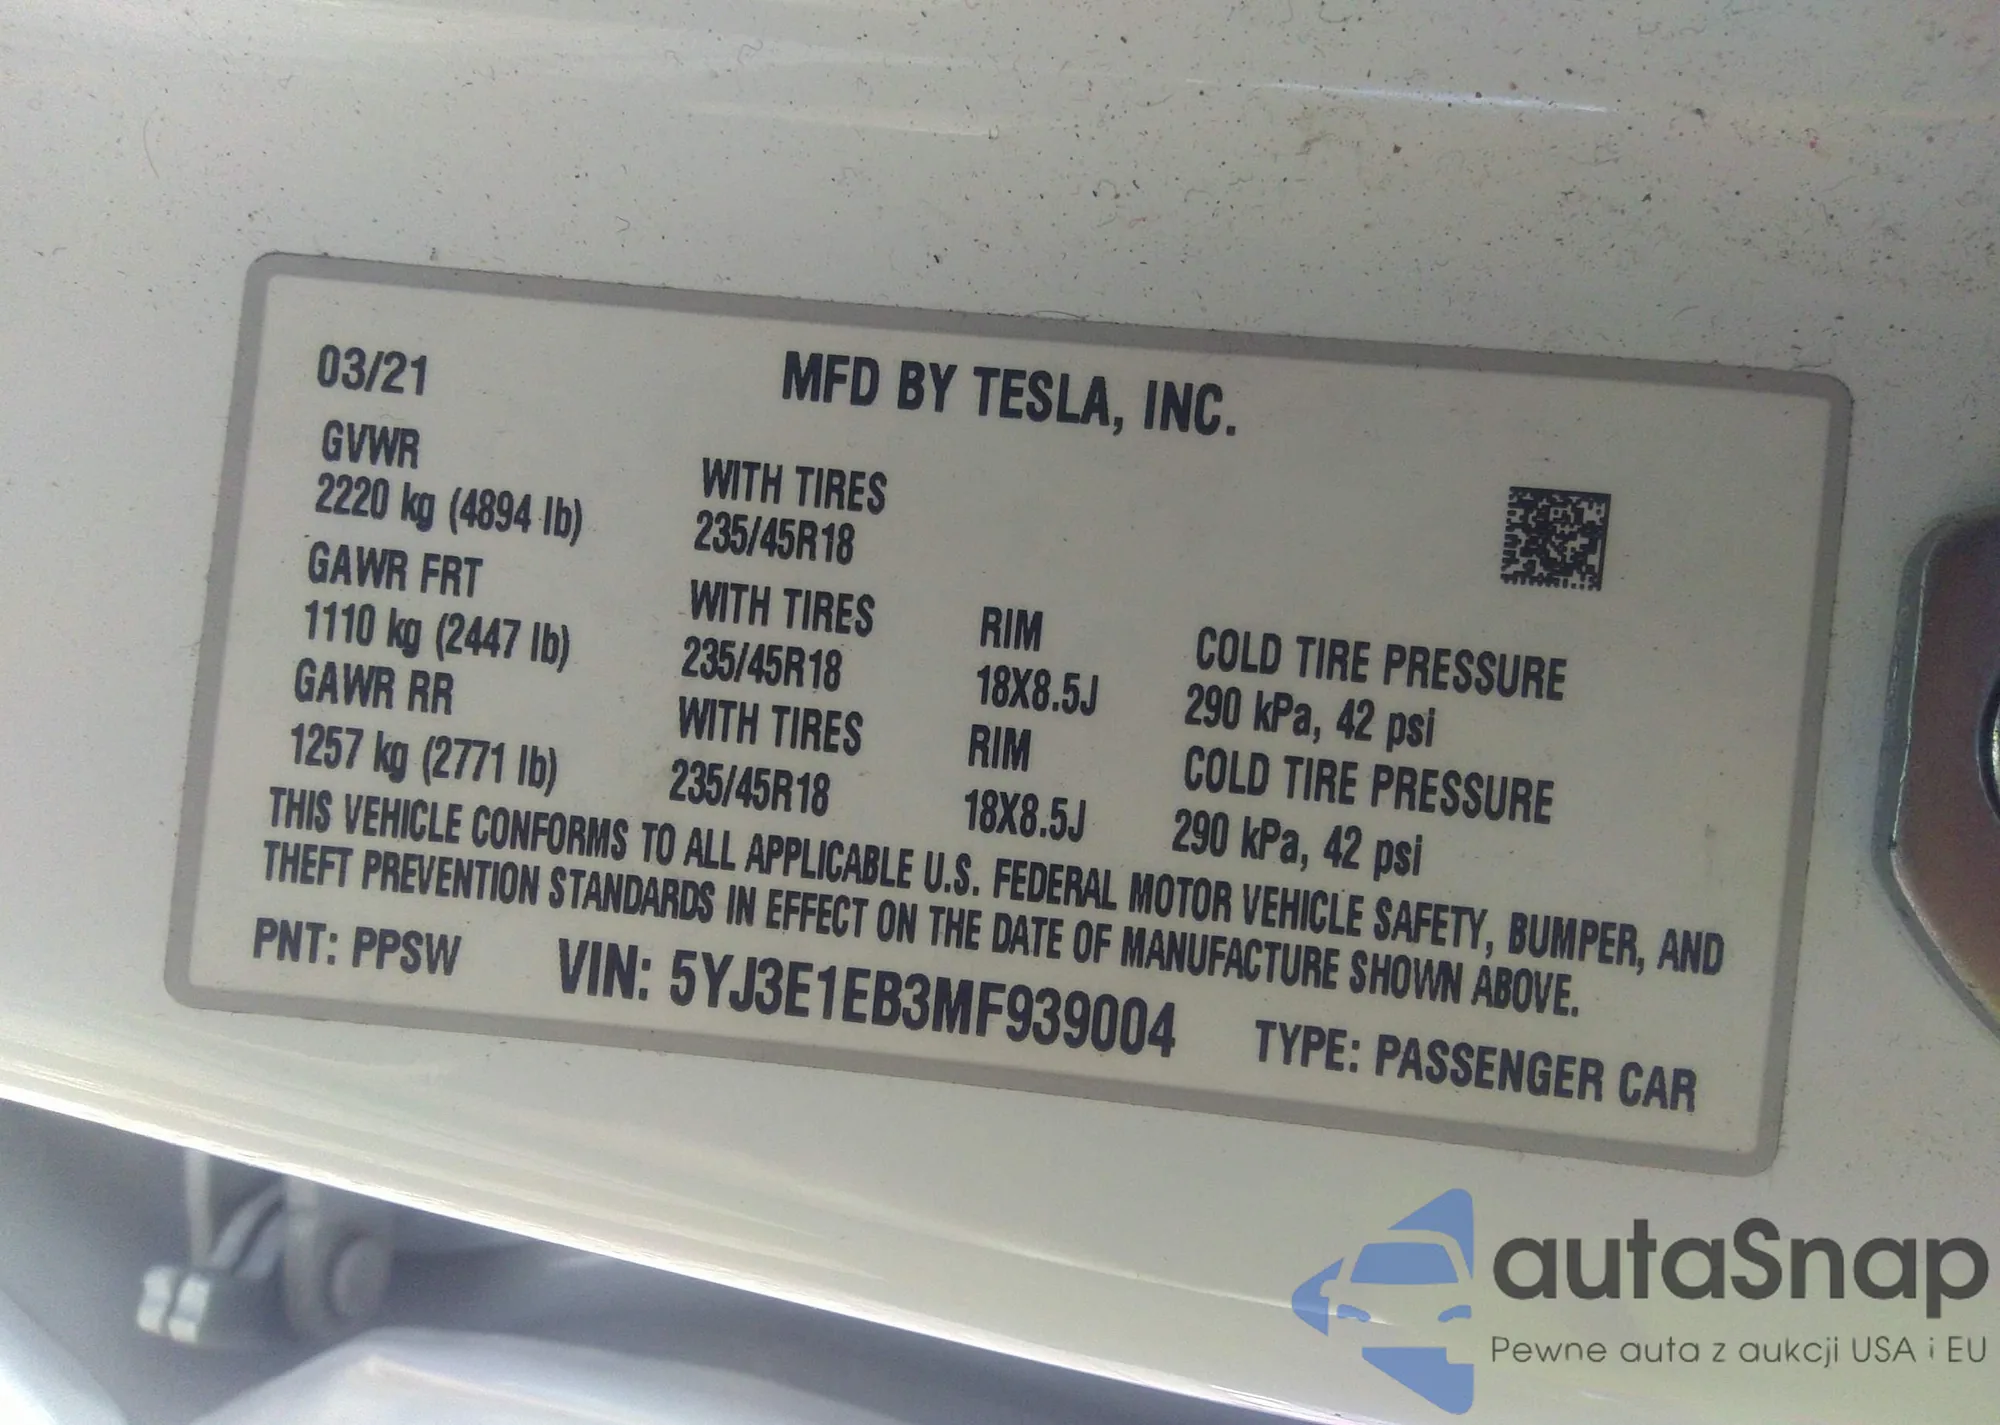 03/21 MFD BY TESLA, INC.
GVWR WITH TIRES
2220 kg (4894 lb) 235/45R18
GAWR FRT WITH TIRES RIM COLD TIRE PRESSURE
1110 kg (2447 lb) 235/45R18 18X8.5J 290 kPa, 42 psi
GAWR RR WITH TIRES RIM COLD TIRE PRESSURE
1257 kg (2771 lb) 235/45R18 18X8.5J 290 kPa, 42 psi
THIS VEHICLE CONFORMS TO ALL APPLICABLE U.S. FEDERAL MOTOR VEHICLE SAFETY, BUMPER, AND
THEFT PREVENTION STANDARDS IN EFFECT ON THE DATE OF MANUFACTURE SHOWN ABOVE.
PNT: PPSW VIN: 5YJ3E1EB3MF939004 TYPE: PASSENGER CAR
autaSnap
Pewne auta z aukcji USA i EU